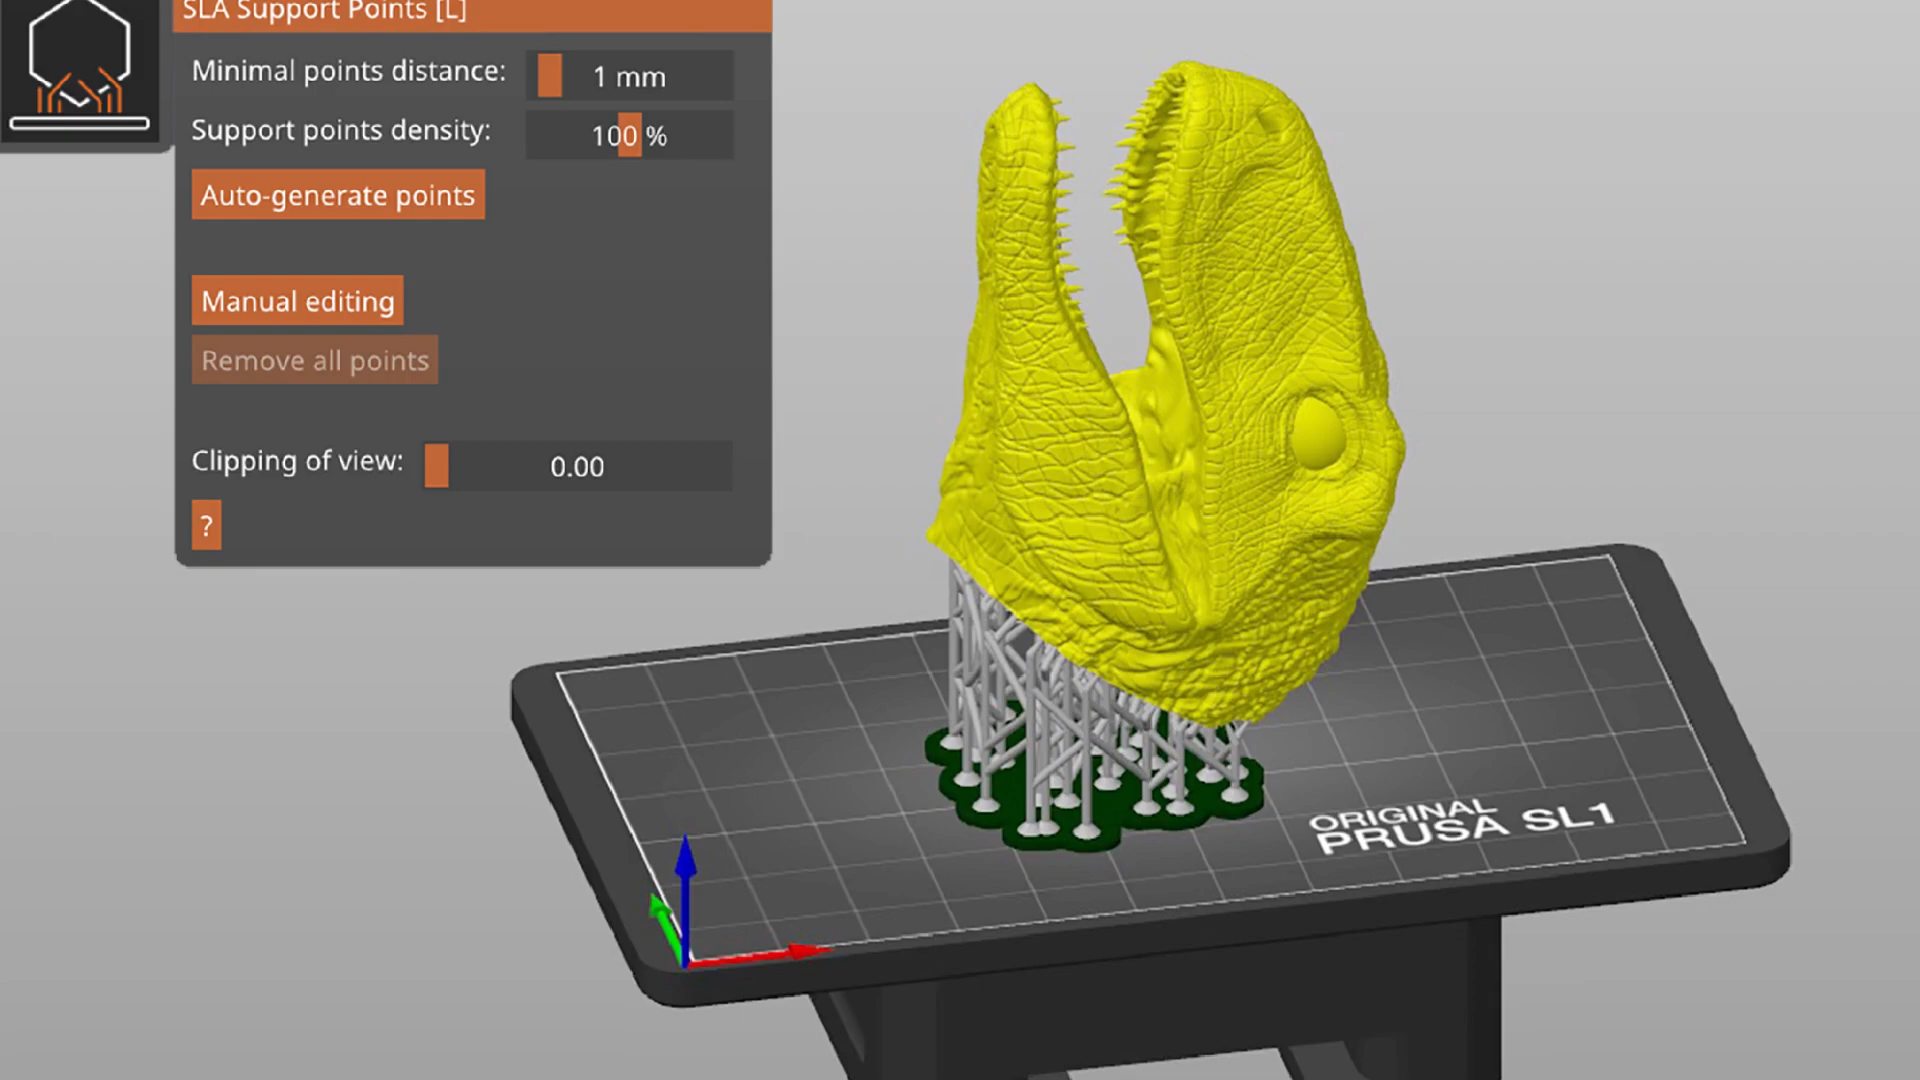 SLA Support Points [L]
Minimal points distance: 1 mm
Support points density: 100 %
Auto-generate points
Manual editing
Remove all points
Clipping of view: 0.00
?
ORIGINAL
PRUSA SL1